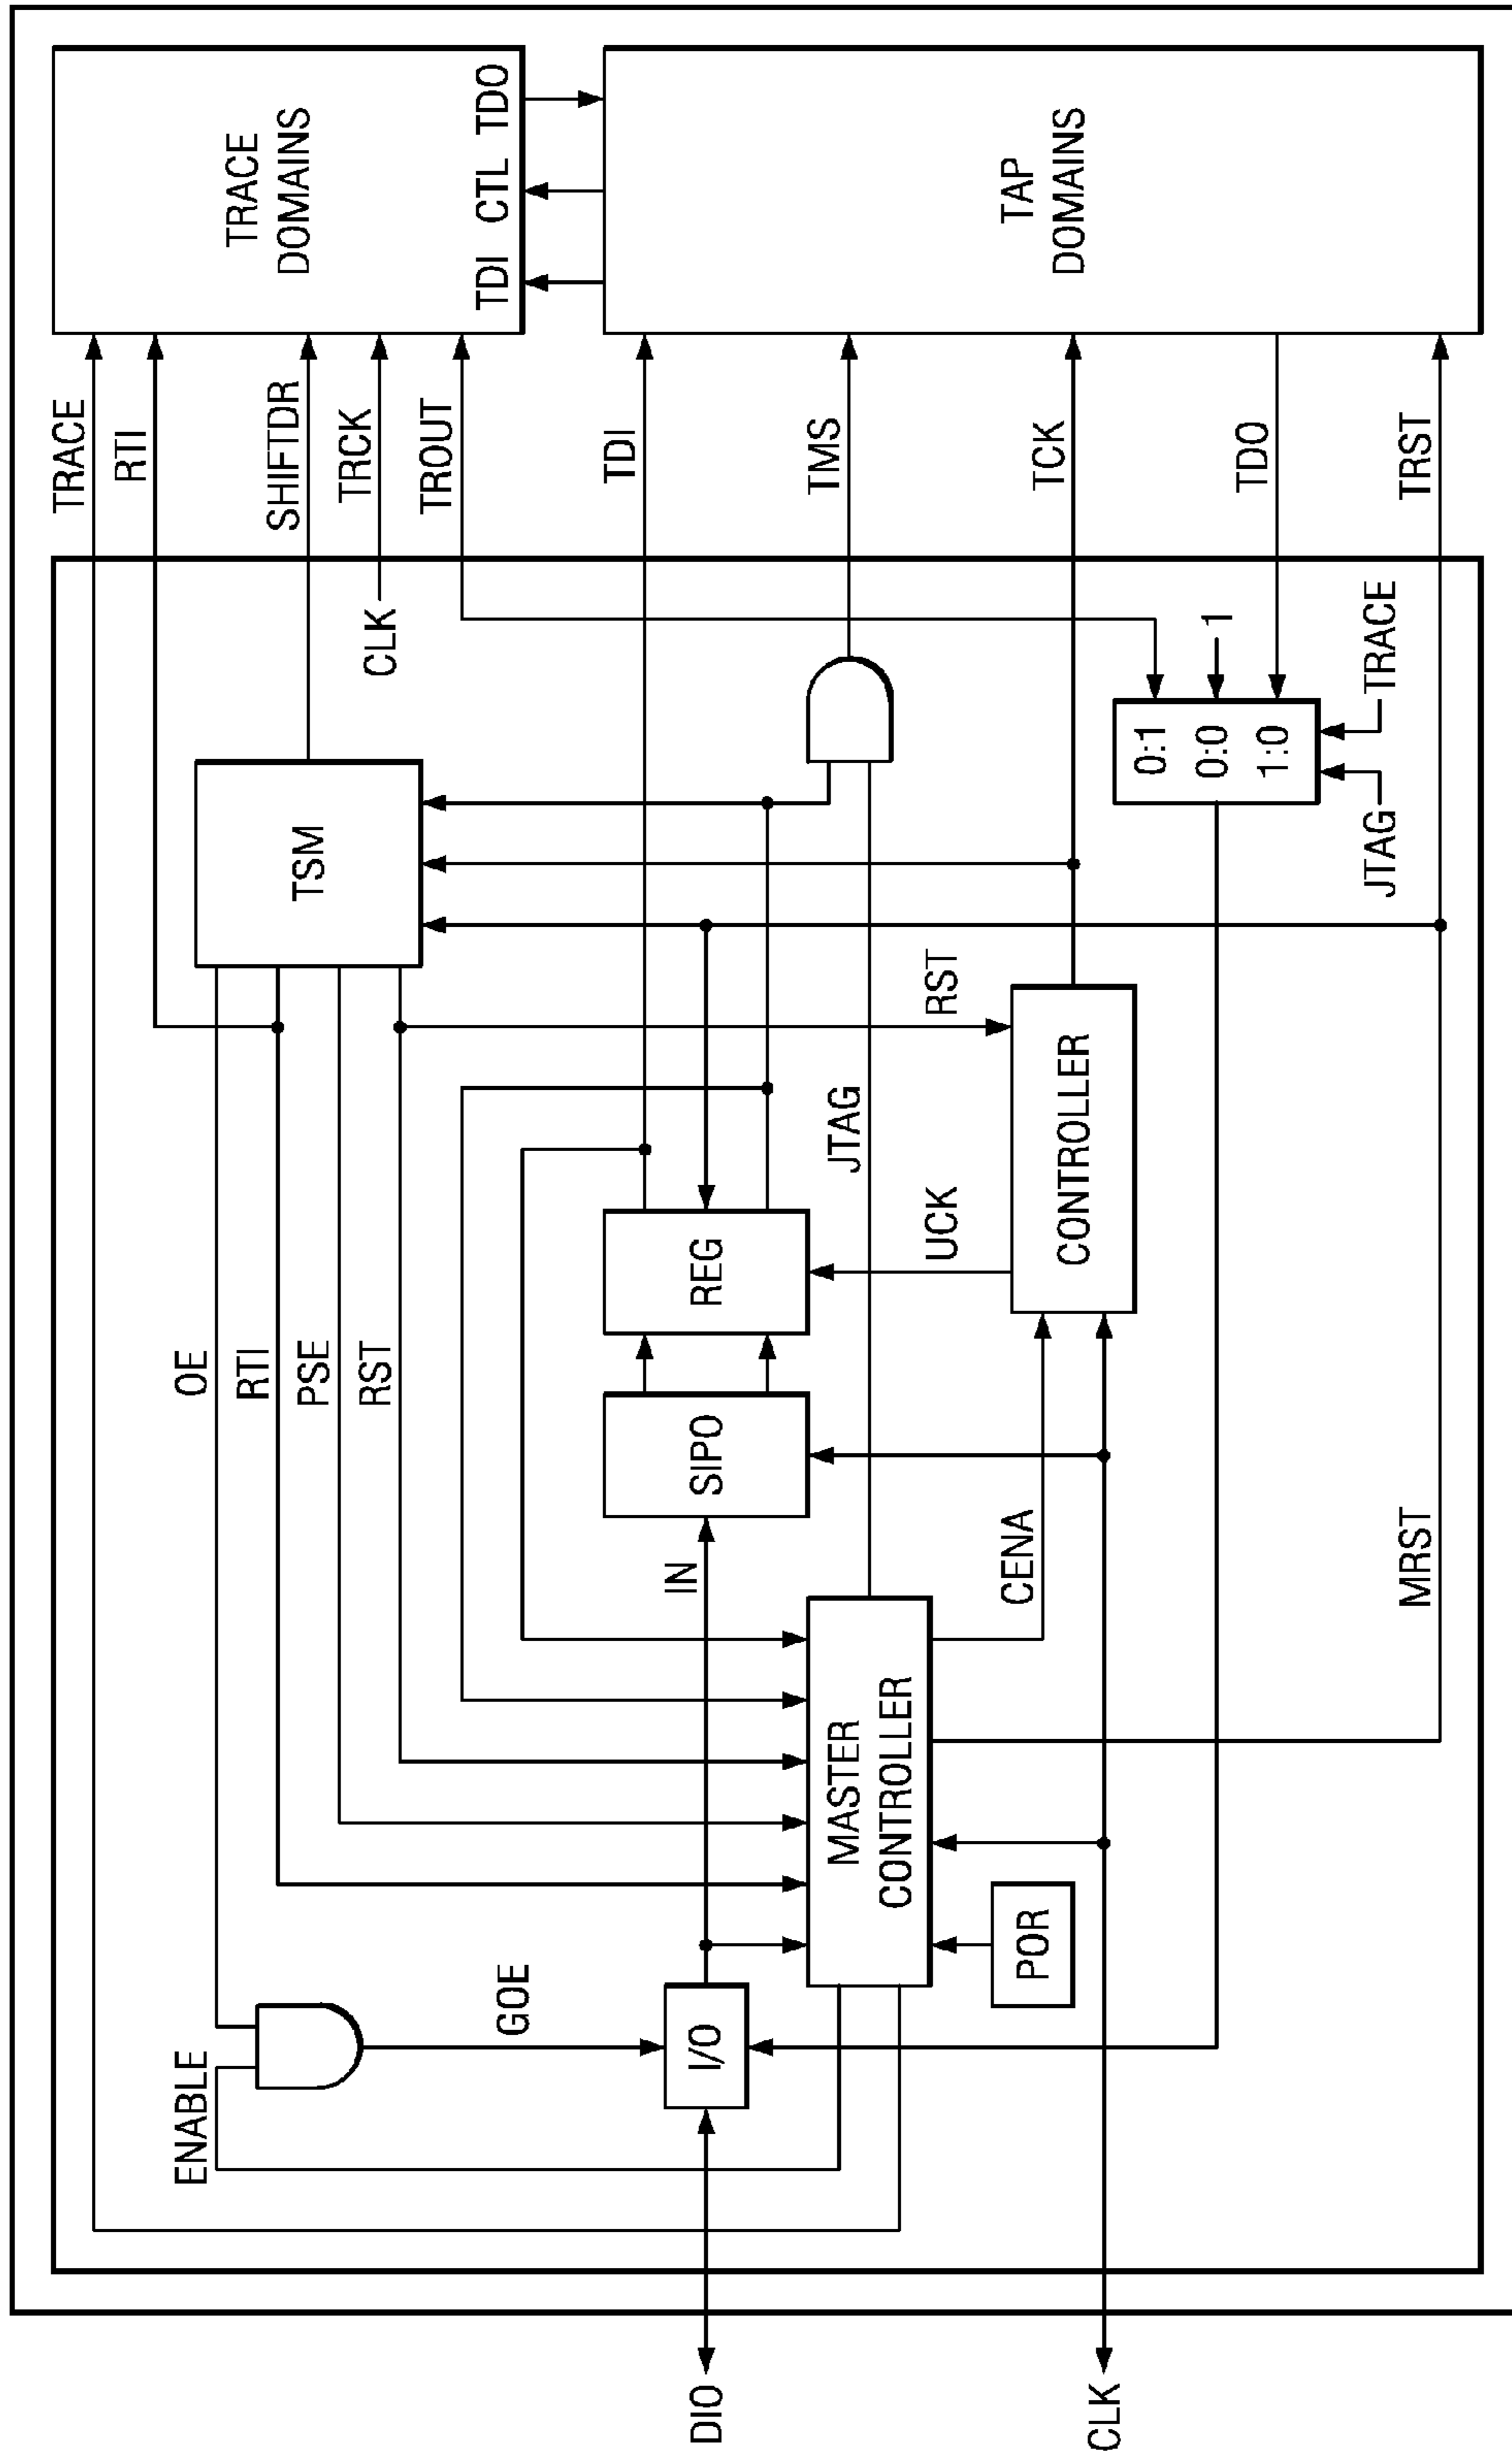 TRACE
DOMAINS
TDI CTL TDO
TAP
DOMAINS
TRACE
RTI
SHIFTDR
TRCK
TROUT
TDI
TMS
TCK
TDO
TRST
CLK
1
TSM
0:1
0:0
1:0
JTAG
TRACE
OE
RTI
PSE
RST
RST
JTAG
REG
UCK
CONTROLLER
SIPO
IN
CENA
MRST
MASTER
CONTROLLER
POR
ENABLE
GOE
I/O
DIO
CLK